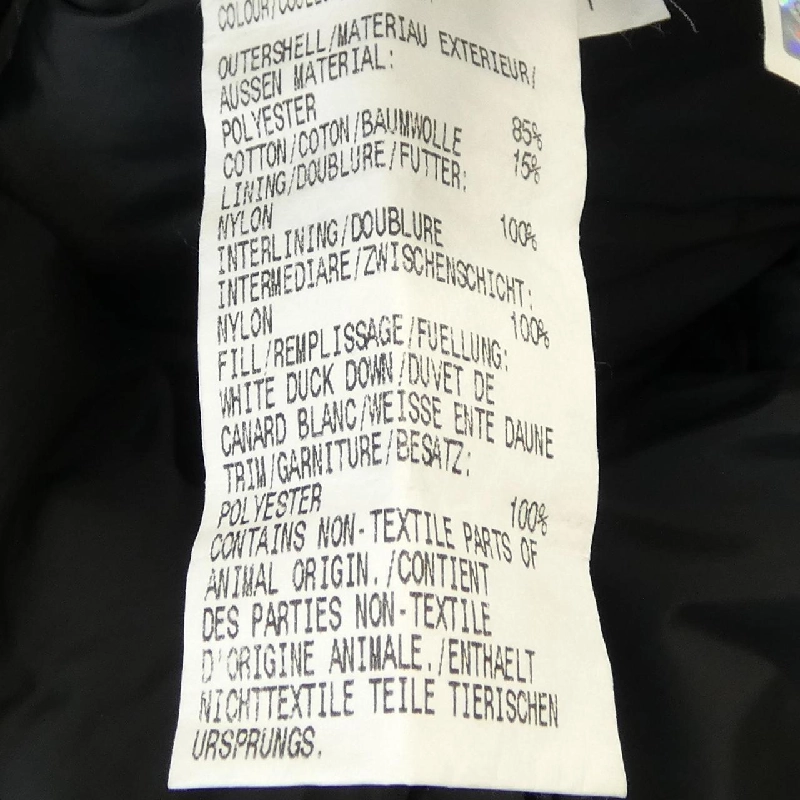 OUTERSHELL/MATERIAU EXTERIEUR/
AUSSEN MATERIAL:
POLYESTER 85%
COTTON/COTON/BAUMWOLLE 15%
LINING/DOUBLURE/FUTTER:
NYLON 100%
INTERLINING/DOUBLURE
INTERMEDIARE/ZWISCHENSCHICHT:
NYLON 100%
FILL/REMPLISSAGE/FUELLUNG:
WHITE DUCK DOWN/DUVET DE
CANARD BLANC/WEISSE ENTE DAUNE
TRIM/GARNITURE/BESATZ:
POLYESTER 100%
CONTAINS NON-TEXTILE PARTS OF
ANIMAL ORIGIN./CONTIENT
DES PARTIES NON-TEXTILE
D'ORIGINE ANIMALE./ENTHAELT
NICHTTEXTILE TEILE TIERISCHEN
URSPRUNGS.